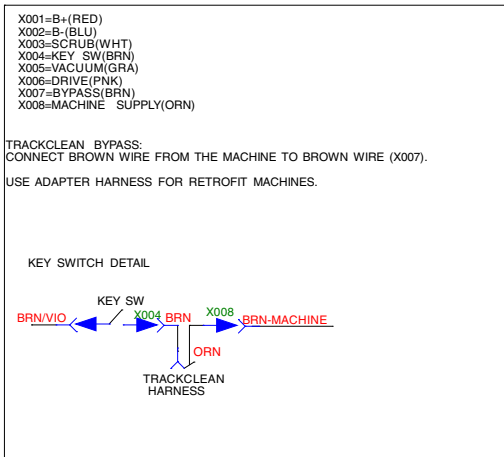 X001=B+(RED)
X002=B-(BLU)
X003=SCRUB(WHT)
X004=KEY SW(BRN)
X005=VACUUM(GRA)
X006=DRIVE(PNK)
X007=BYPASS(BRN)
X008=MACHINE SUPPLY(ORN)
TRACKCLEAN BYPASS:
CONNECT BROWN WIRE FROM THE MACHINE TO BROWN WIRE (X007).
USE ADAPTER HARNESS FOR RETROFIT MACHINES.
KEY SWITCH DETAIL
KEY SW
BRN/VIO X004 BRN X008 BRN-MACHINE
ORN
TRACKCLEAN
HARNESS